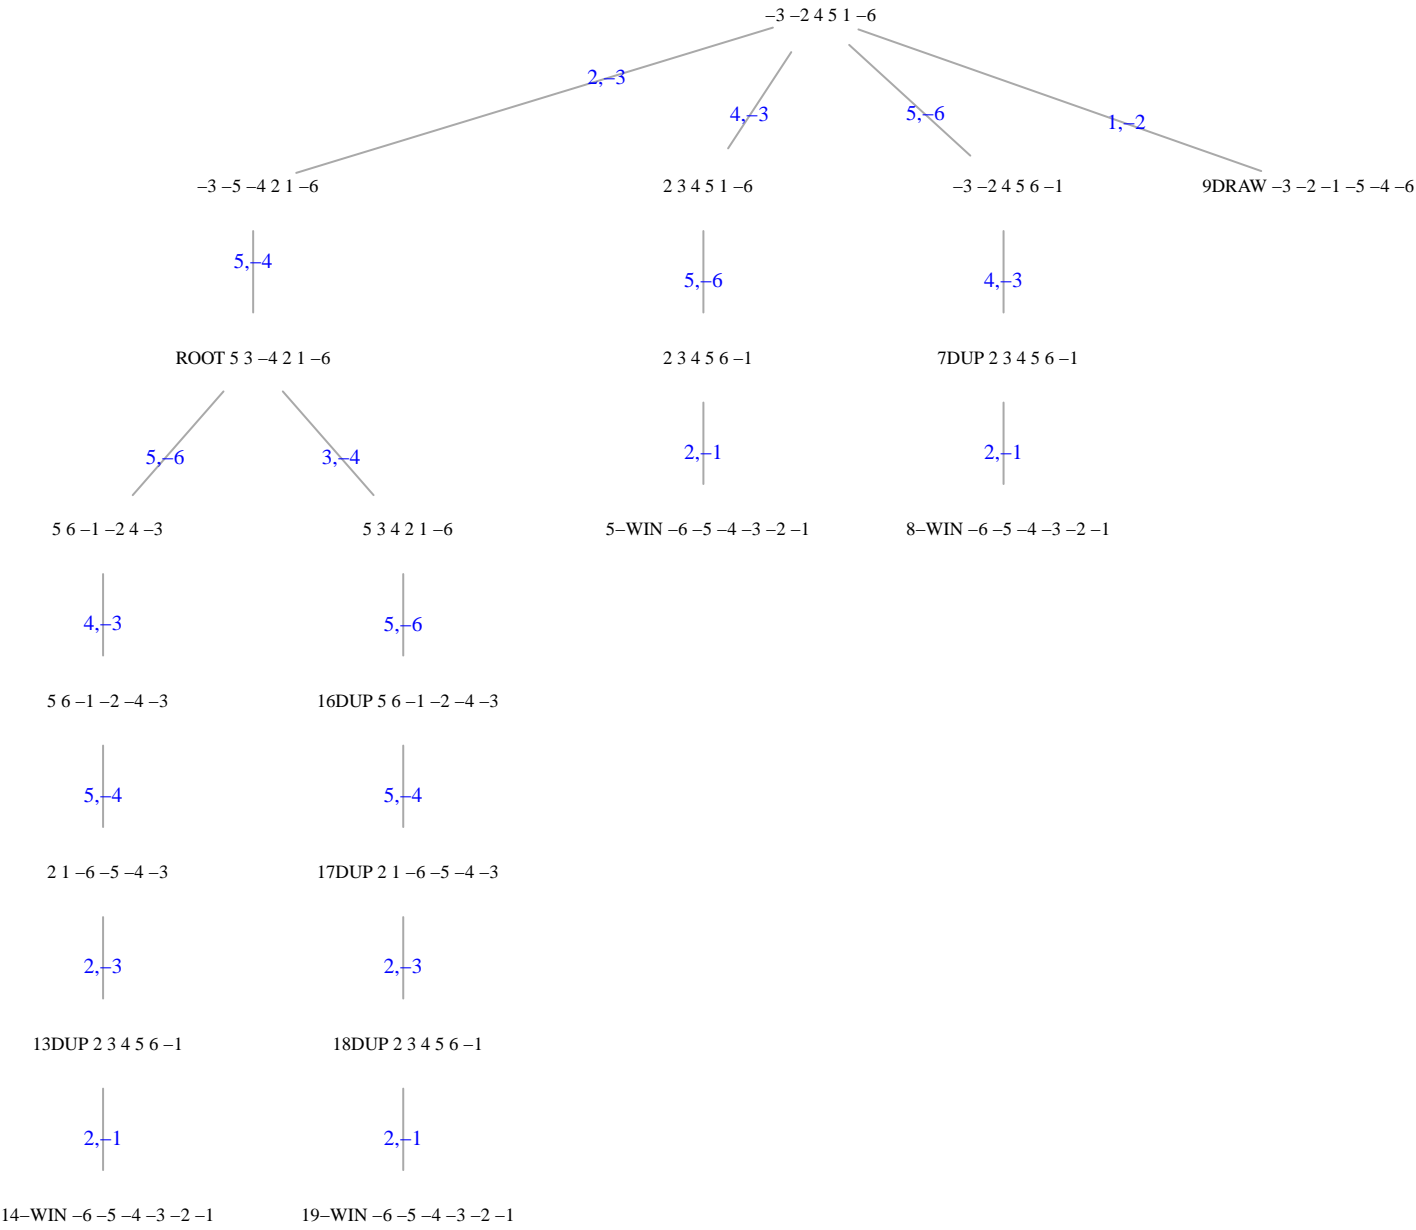 –3 –2 4 5 1 –6
2,–3
4,–3
5,–6
1,–2
–3 –5 –4 2 1 –6
2 3 4 5 1 –6
–3 –2 4 5 6 –1
9DRAW –3 –2 –1 –5 –4 –6
5,–4
5,–6
4,–3
ROOT 5 3 –4 2 1 –6
2 3 4 5 6 –1
7DUP 2 3 4 5 6 –1
5,–6
3,–4
2,–1
2,–1
5 6 –1 –2 4 –3
5 3 4 2 1 –6
5–WIN –6 –5 –4 –3 –2 –1
8–WIN –6 –5 –4 –3 –2 –1
4,–3
5,–6
5 6 –1 –2 –4 –3
16DUP 5 6 –1 –2 –4 –3
5,–4
5,–4
2 1 –6 –5 –4 –3
17DUP 2 1 –6 –5 –4 –3
2,–3
2,–3
13DUP 2 3 4 5 6 –1
18DUP 2 3 4 5 6 –1
2,–1
2,–1
14–WIN –6 –5 –4 –3 –2 –1
19–WIN –6 –5 –4 –3 –2 –1